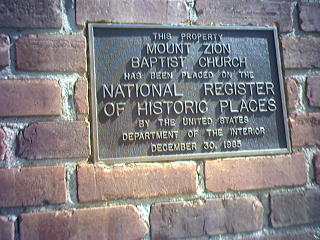 THIS PROPERTY
MOUNT ZION
BAPTIST CHURCH
HAS BEEN PLACED ON THE
NATIONAL REGISTER
OF HISTORIC PLACES
BY THE UNITED STATES
DEPARTMENT OF THE INTERIOR
DECEMBER 30, 1985